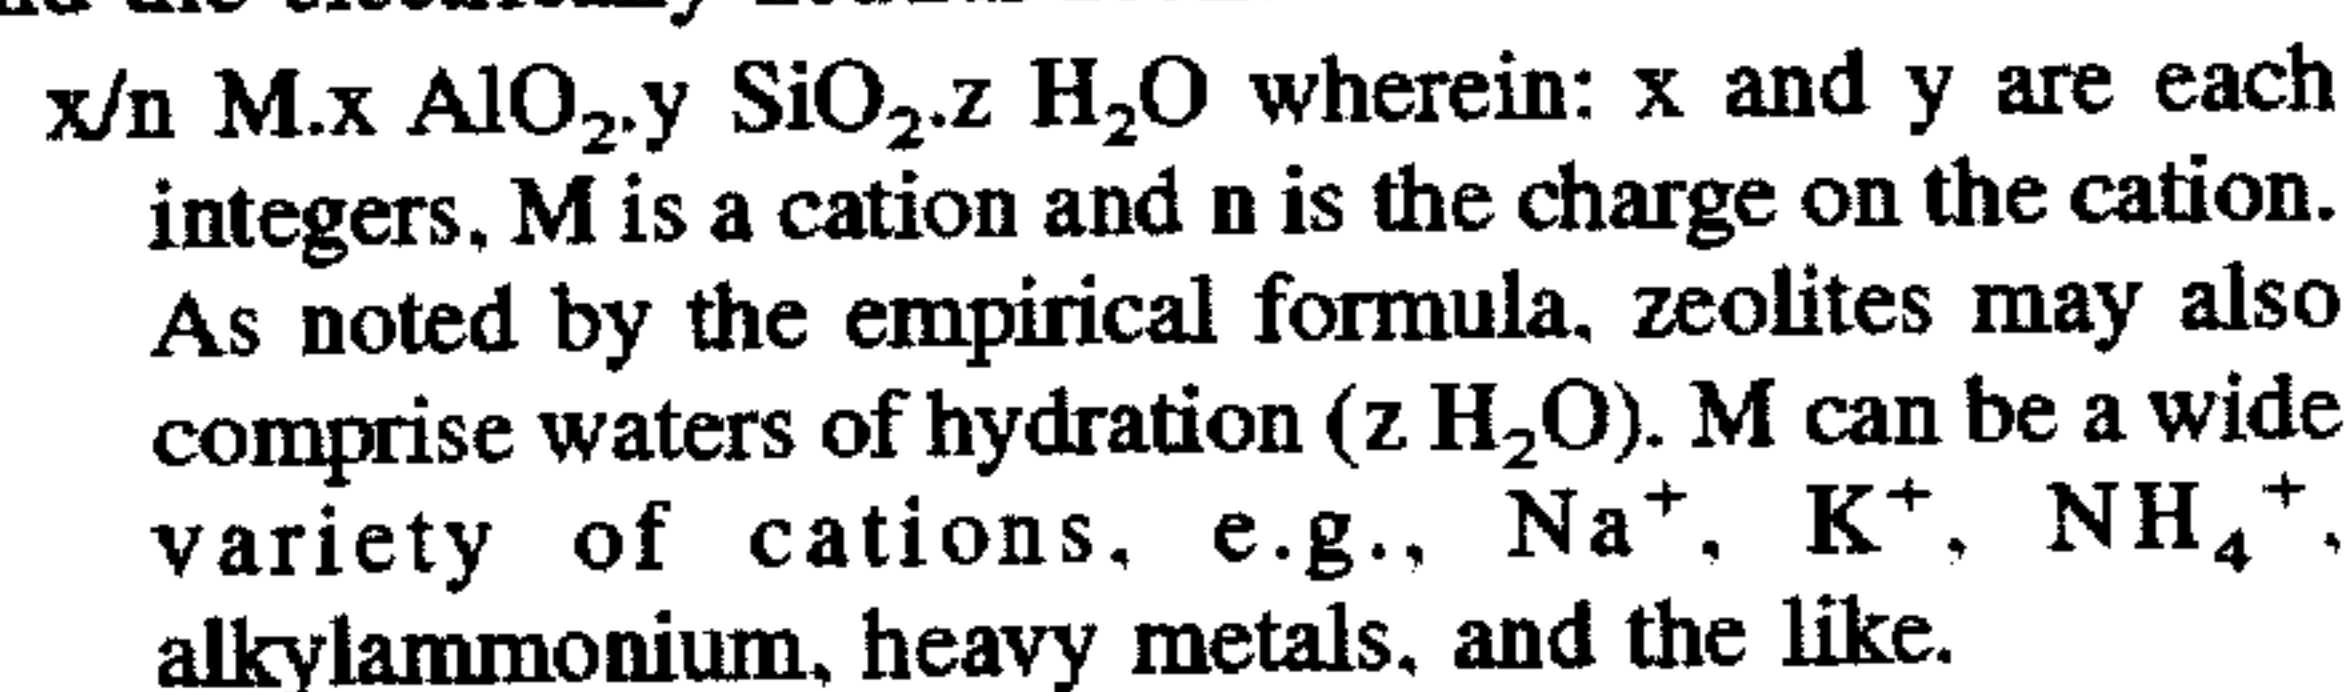 x/n M.x AlO₂.y SiO₂.z H₂O wherein: x and y are each
integers, M is a cation and n is the charge on the cation.
As noted by the empirical formula, zeolites may also
comprise waters of hydration (z H₂O). M can be a wide
variety of cations, e.g., Na⁺, K⁺, NH₄⁺,
alkylammonium, heavy metals, and the like.